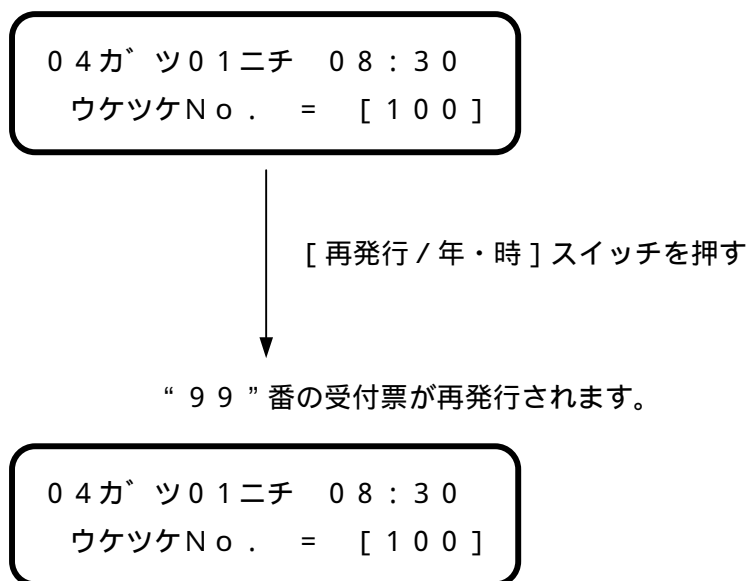 04ガツ01ニチ 08:30
ウケツケNo. = [100]
[再発行/年・時]スイッチを押す
“99”番の受付票が再発行されます。
04ガツ01ニチ 08:30
ウケツケNo. = [100]